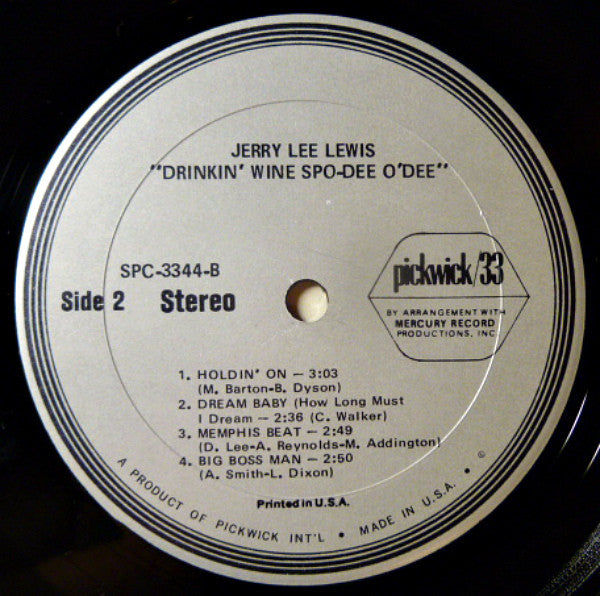 JERRY LEE LEWIS
"DRINKIN' WINE SPO-DEE O'DEE"
SPC-3344-B
Side 2 Stereo
pickwick/33
BY ARRANGEMENT WITH
MERCURY RECORD
PRODUCTIONS, INC
1. HOLDIN' ON – 3:03
(M. Barton-B. Dyson)
2. DREAM BABY (How Long Must
I Dream – 2:36 (C. Walker)
3. MEMPHIS BEAT – 2:49
(D. Lee-A. Reynolds-M. Addington)
4. BIG BOSS MAN – 2:50
(A. Smith-L. Dixon)
Printed in U.S.A.
A PRODUCT OF PICKWICK INT'L • MADE IN U.S.A. • ©